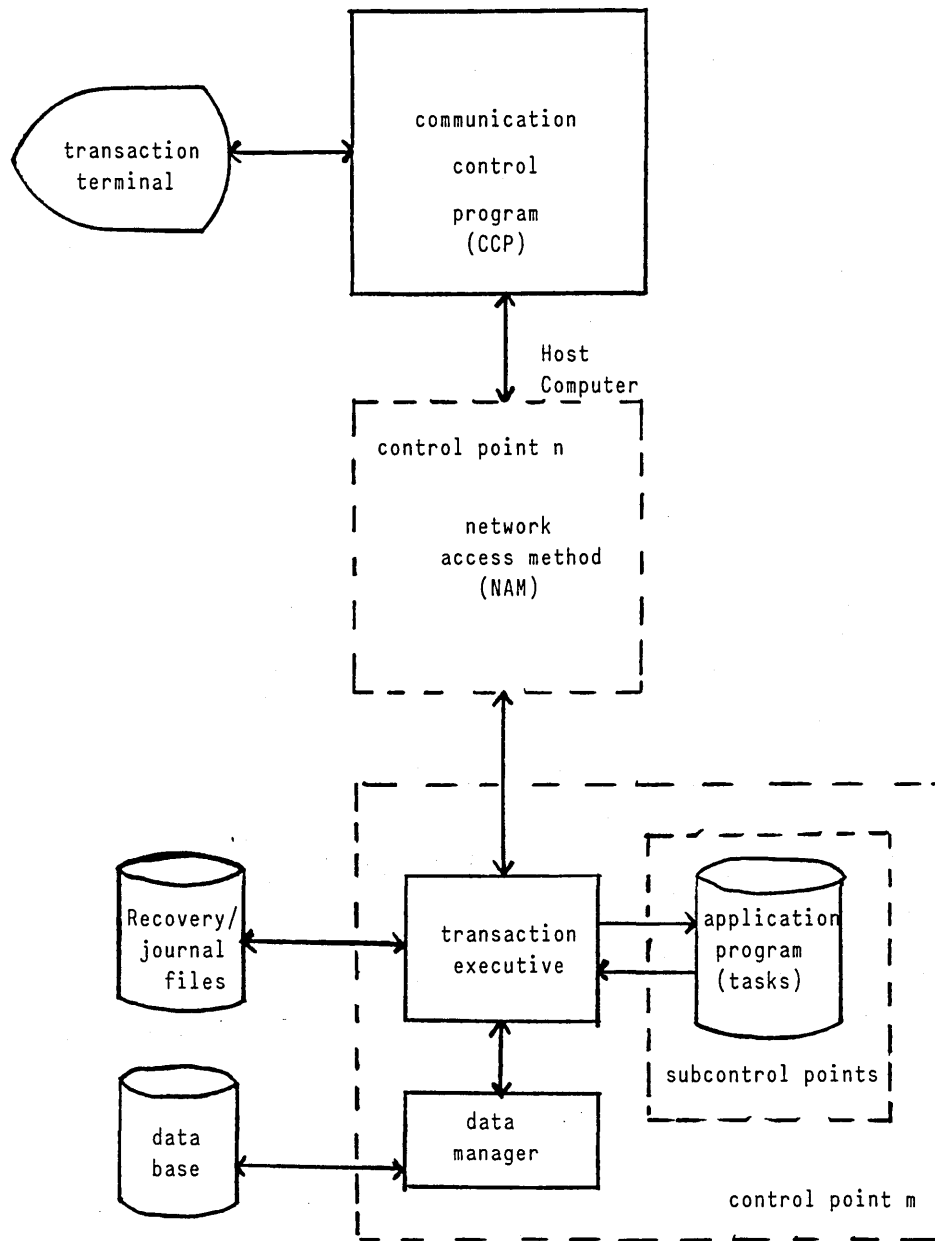 communication
control
program
(CCP)
transaction
terminal
Host
Computer
control point n
network
access method
(NAM)
Recovery/
journal
files
transaction
executive
application
program
(tasks)
subcontrol points
data
base
data
manager
control point m